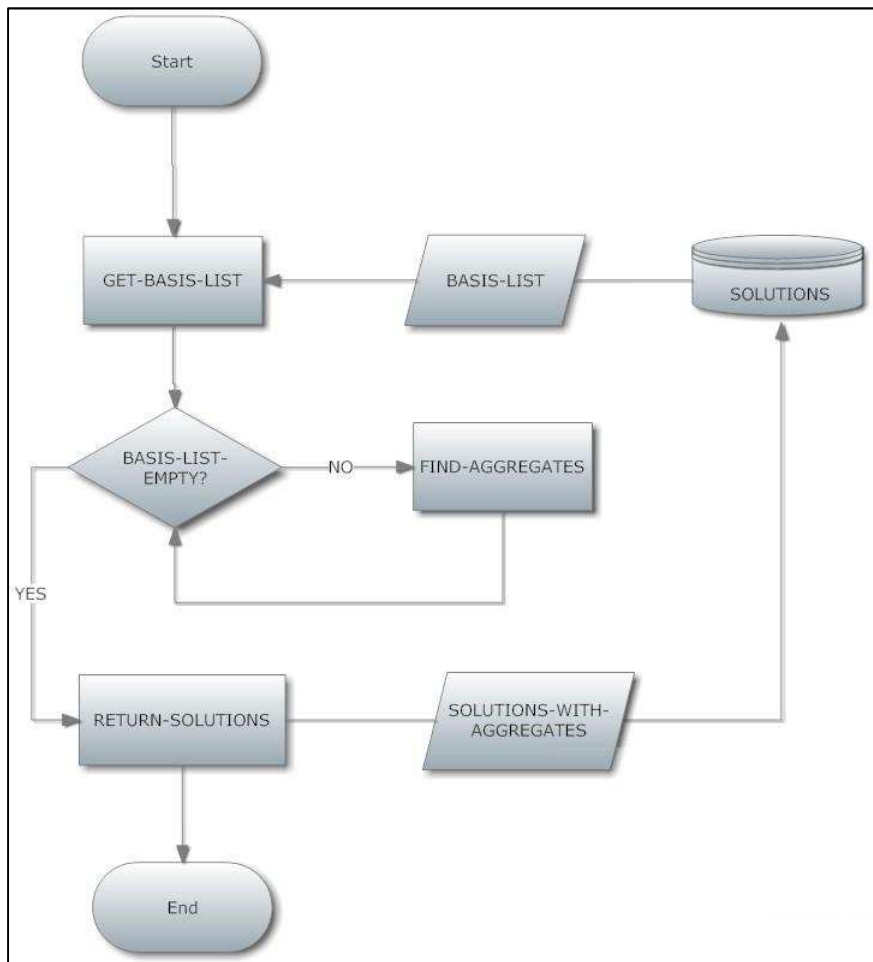 Start
GET-BASIS-LIST
BASIS-LIST
SOLUTIONS
BASIS-LIST-
EMPTY?
NO
FIND-AGGREGATES
YES
RETURN-SOLUTIONS
SOLUTIONS-WITH-
AGGREGATES
End